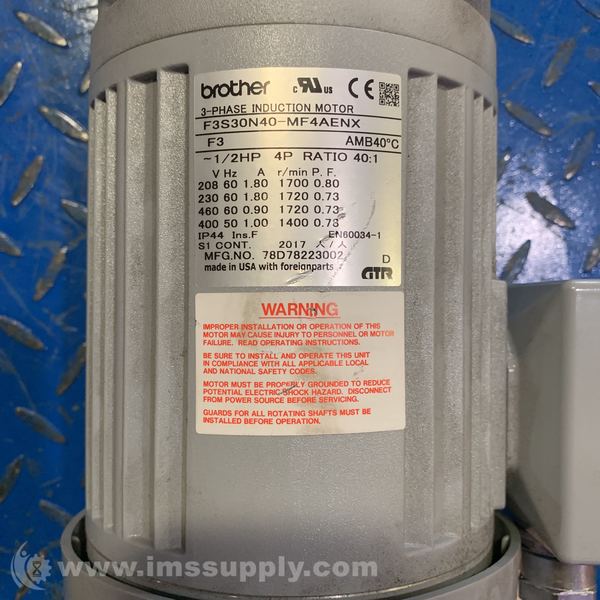 brother c UL US CE
3-PHASE INDUCTION MOTOR
F3S30N40-MF4AENX
F3 AMB40°C
~1/2HP 4P RATIO 40:1
V Hz A r/min P.F.
208 60 1.80 1700 0.80
230 60 1.80 1720 0.73
460 60 0.90 1720 0.73
400 50 1.00 1400 0.73
IP44 Ins.F EN60034-1
S1 CONT. 2017 人/人
MFG.NO. 78D78223002 D
made in USA with foreignparts GTR
WARNING
IMPROPER INSTALLATION OR OPERATION OF THIS
MOTOR MAY CAUSE INJURY TO PERSONNEL OR MOTOR
FAILURE. READ OPERATING INSTRUCTIONS.
BE SURE TO INSTALL AND OPERATE THIS UNIT
IN COMPLIANCE WITH ALL APPLICABLE LOCAL
AND NATIONAL SAFETY CODES.
MOTOR MUST BE PROPERLY GROUNDED TO REDUCE
POTENTIAL ELECTRIC SHOCK HAZARD. DISCONNECT
FROM POWER SOURCE BEFORE SERVICING.
GUARDS FOR ALL ROTATING SHAFTS MUST BE
INSTALLED BEFORE OPERATION.
www.imssupply.com